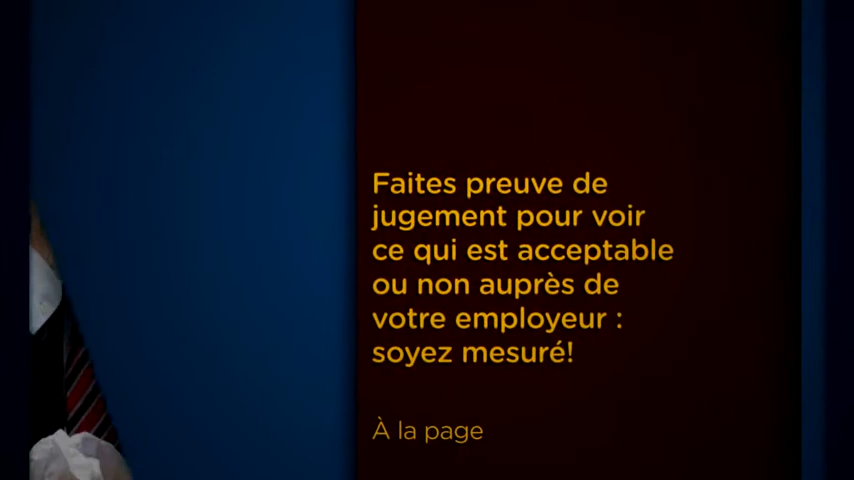 Faites preuve de
jugement pour voir
ce qui est acceptable
ou non auprès de
votre employeur :
soyez mesuré!
À la page